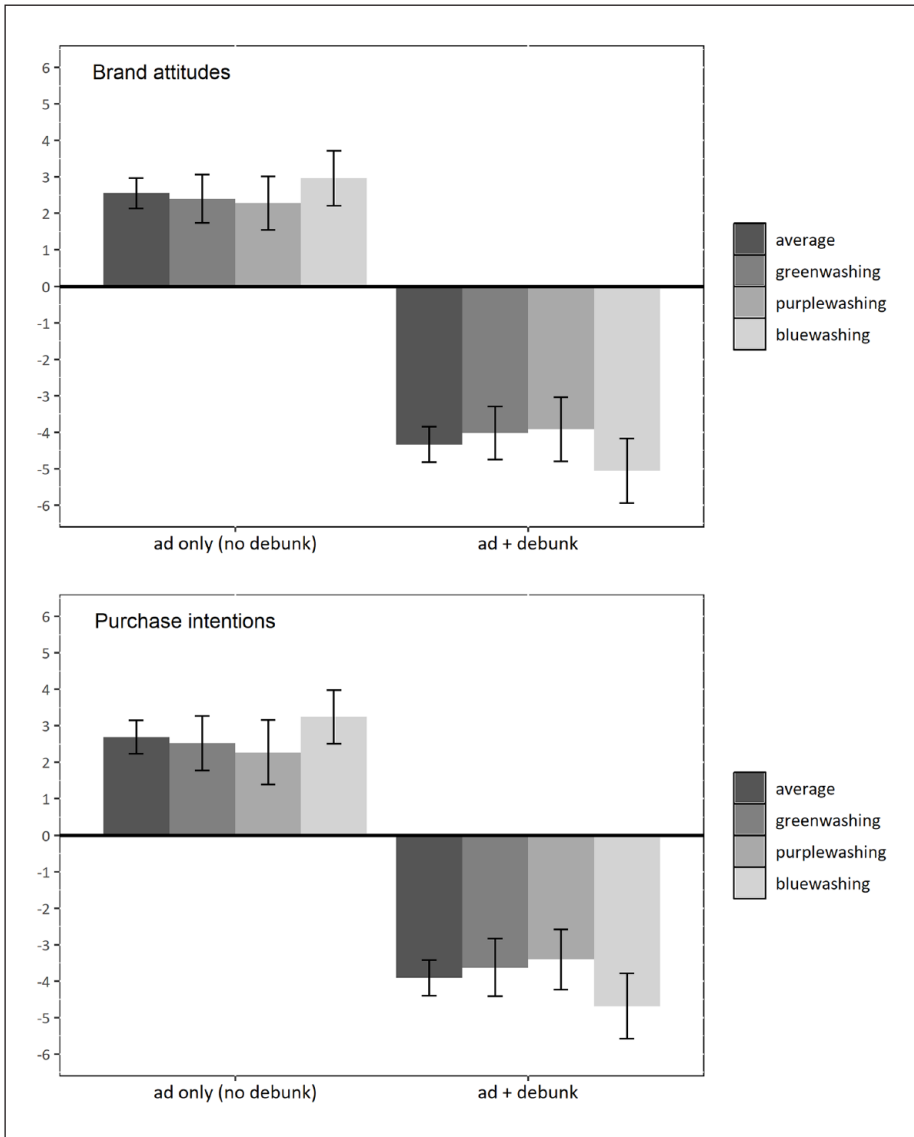 Brand attitudes
6
5
4
3
2
1
0
-1
-2
-3
-4
-5
-6
ad only (no debunk)
ad + debunk
average
greenwashing
purplewashing
bluewashing
Purchase intentions
6
5
4
3
2
1
0
-1
-2
-3
-4
-5
-6
ad only (no debunk)
ad + debunk
average
greenwashing
purplewashing
bluewashing